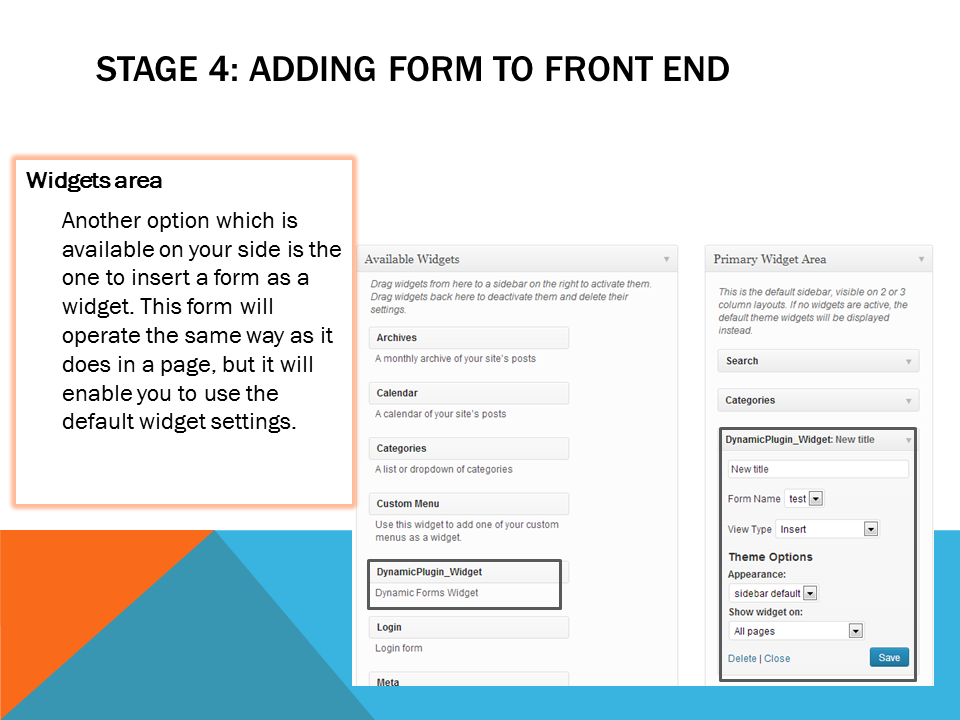 STAGE 4: ADDING FORM TO FRONT END
Widgets area
Another option which is
available on your side is the
one to insert a form as a
widget. This form will
operate the same way as it
does in a page, but it will
enable you to use the
default widget settings.
Available Widgets
Drag widgets from here to a sidebar on the right to activate them.
Drag widgets back here to deactivate them and delete their
settings.
Archives
A monthly archive of your site's posts
Calendar
A calendar of your site's posts
Categories
A list or dropdown of categories
Custom Menu
Use this widget to add one of your custom
menus as a widget.
DynamicPlugin_Widget
Dynamic Forms Widget
Login
Login form
Meta
Primary Widget Area
This is the default sidebar, visible on 2 or 3
column layouts. If no widgets are active, the
default theme widgets will be displayed
instead.
Search
Categories
DynamicPlugin_Widget: New title
New title
Form Name test
View Type Insert
Theme Options
Appearance:
sidebar default
Show widget on:
All pages
Delete | Close Save